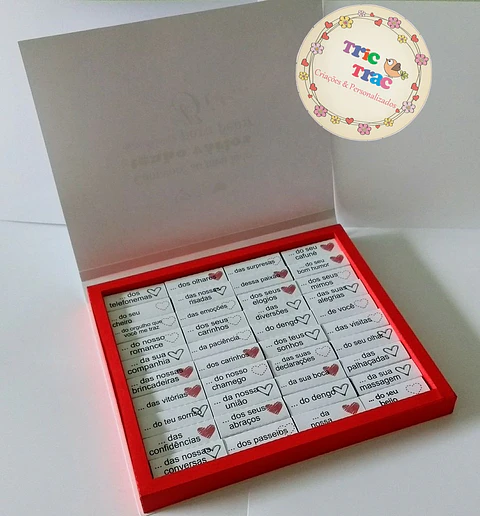 Tric
Trac
Criações & Personalizados
tenho vários
... dos
telefonemas
... do seu
cheiro
... do orgulho que
você me traz
... do nosso
romance
... da sua
companhia
... das nossas
brincadeiras
... das vitórias
... do teu sorriso
... das
confidências
... das nossas
conversas
... dos olhares
... das nossas
risadas
... das emoções
... dos seus
carinhos
... da paciência
... dos carinhos
... do nosso
chamego
... da nossa
união
... dos seus
abraços
... dos passeios
... das surpresas
... dessa paixão
... dos seus
elogios
... das
diversões
... do dengo
... dos teus
sonhos
... das suas
declarações
... da sua boca
... do dengo
... da
nossa
... do seu
cafuné
... do seu
bom humor
... dos seus
mimos
... das suas
alegrias
... de você
... das visitas
... do seu olhar
... das
palhaçadas
... da sua
massagem
... do seu
beijo